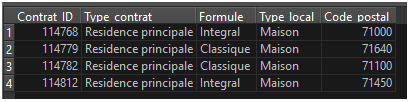 Contrat ID Type contrat Formule Type local Code postal
1 114768 Residence principale Integral Maison 71000
2 114779 Residence principale Classique Maison 71640
3 114782 Residence principale Classique Maison 71100
4 114812 Residence principale Integral Maison 71450